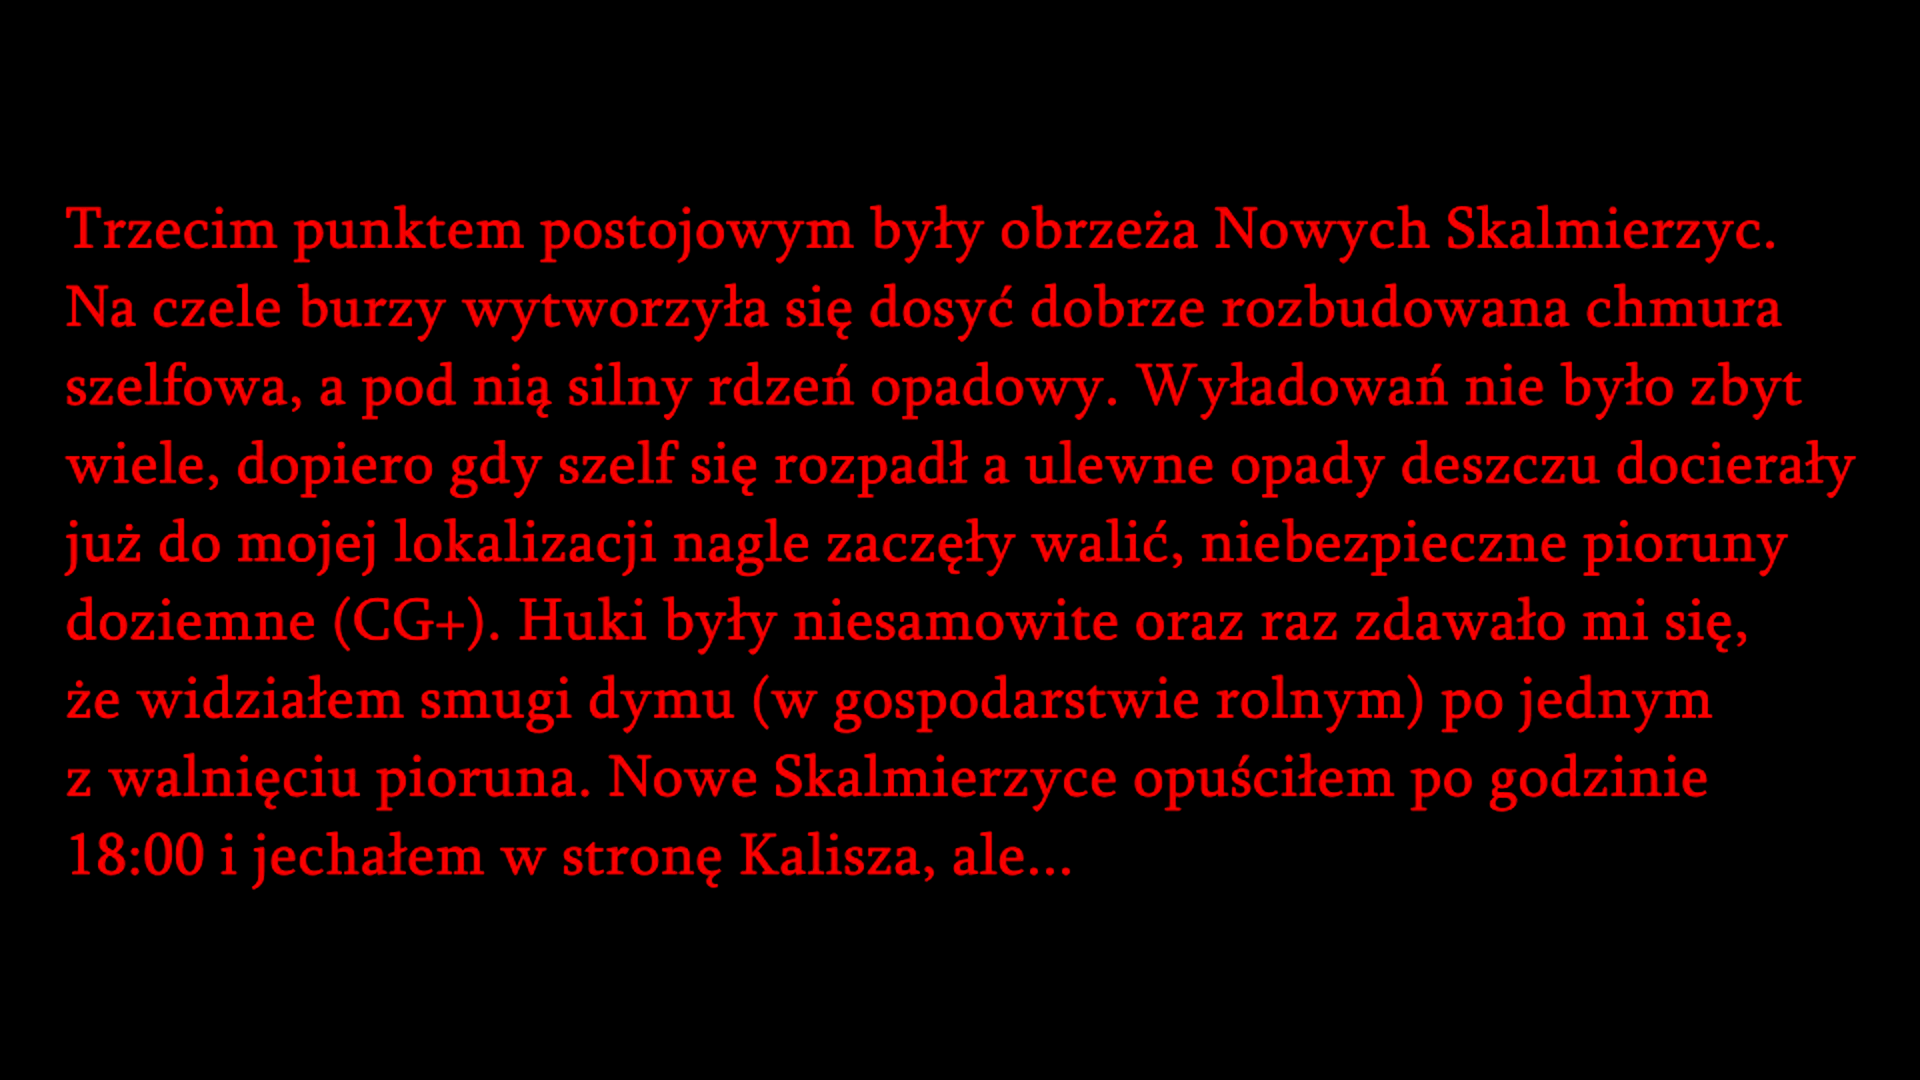 Trzecim punktem postojowym były obrzeża Nowych Skalmierzyc.
Na czele burzy wytworzyła się dosyć dobrze rozbudowana chmura
szelfowa, a pod nią silny rdzeń opadowy. Wyładowań nie było zbyt
wiele, dopiero gdy szelf się rozpadł a ulewne opady deszczu docierały
już do mojej lokalizacji nagle zaczęły walić, niebezpieczne pioruny
doziemne (CG+). Huki były niesamowite oraz raz zdawało mi się,
że widziałem smugi dymu (w gospodarstwie rolnym) po jednym
z walnięciu pioruna. Nowe Skalmierzyce opuściłem po godzinie
18:00 i jechałem w stronę Kalisza, ale...